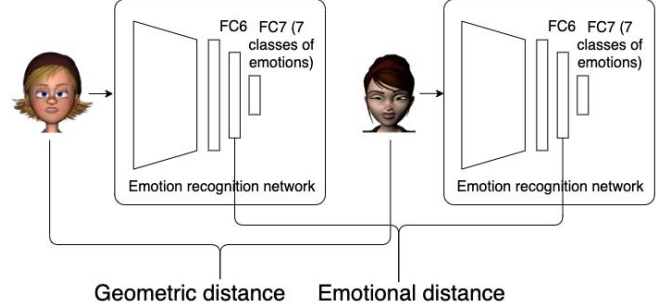 FC6
FC7 (7
classes of
emotions)
Emotion recognition network
FC6
FC7 (7
classes of
emotions)
Emotion recognition network
Geometric distance
Emotional distance